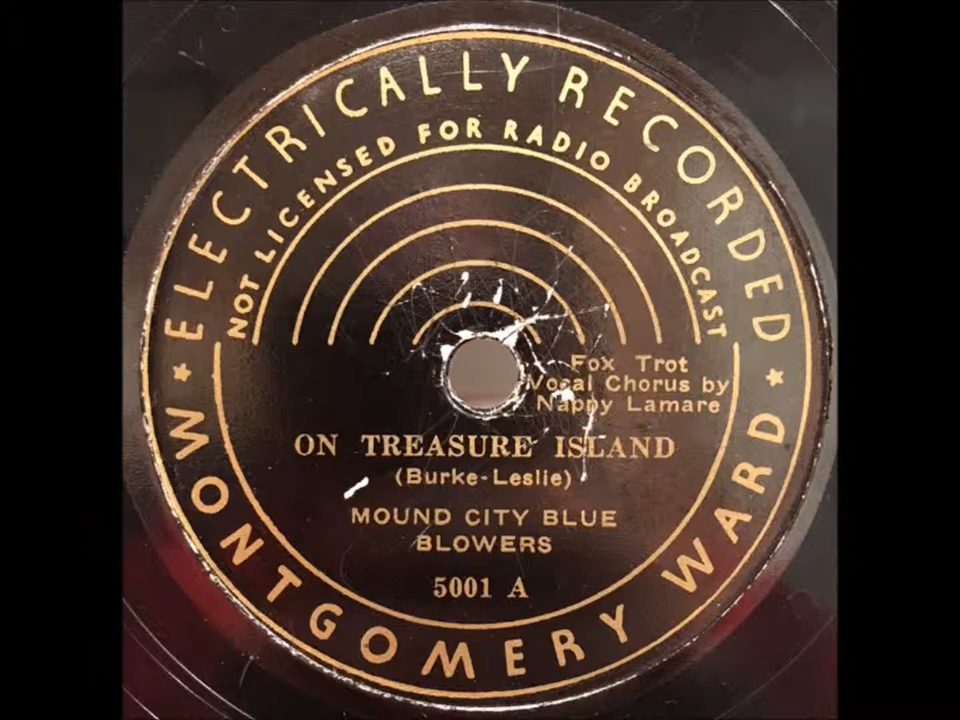 ELECTRICALLY RECORDED
NOT LICENSED FOR RADIO BROADCAST
Fox Trot
Vocal Chorus by
Nappy Lamare
ON TREASURE ISLAND
(Burke-Leslie)
MOUND CITY BLUE
BLOWERS
5001 A
MONTGOMERY WARD